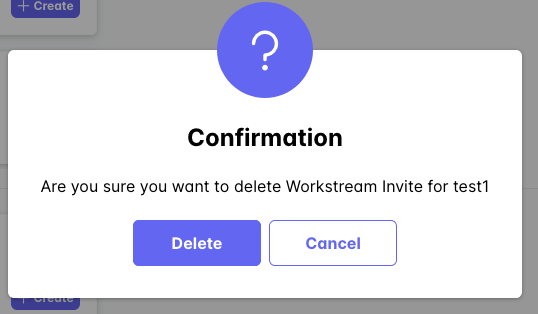 + Create
?
Confirmation
Are you sure you want to delete Workstream Invite for test1
Delete
Cancel
+ Create